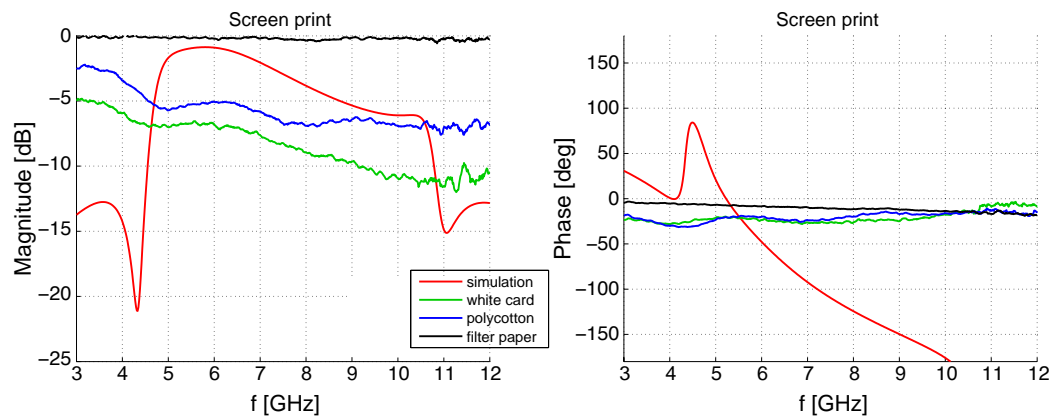 Screen print
Magnitude [dB]
0
−5
−10
−15
−20
−25
3 4 5 6 7 8 9 10 11 12
f [GHz]
simulation
white card
polycotton
filter paper
Screen print
Phase [deg]
150
100
50
0
−50
−100
−150
3 4 5 6 7 8 9 10 11 12
f [GHz]